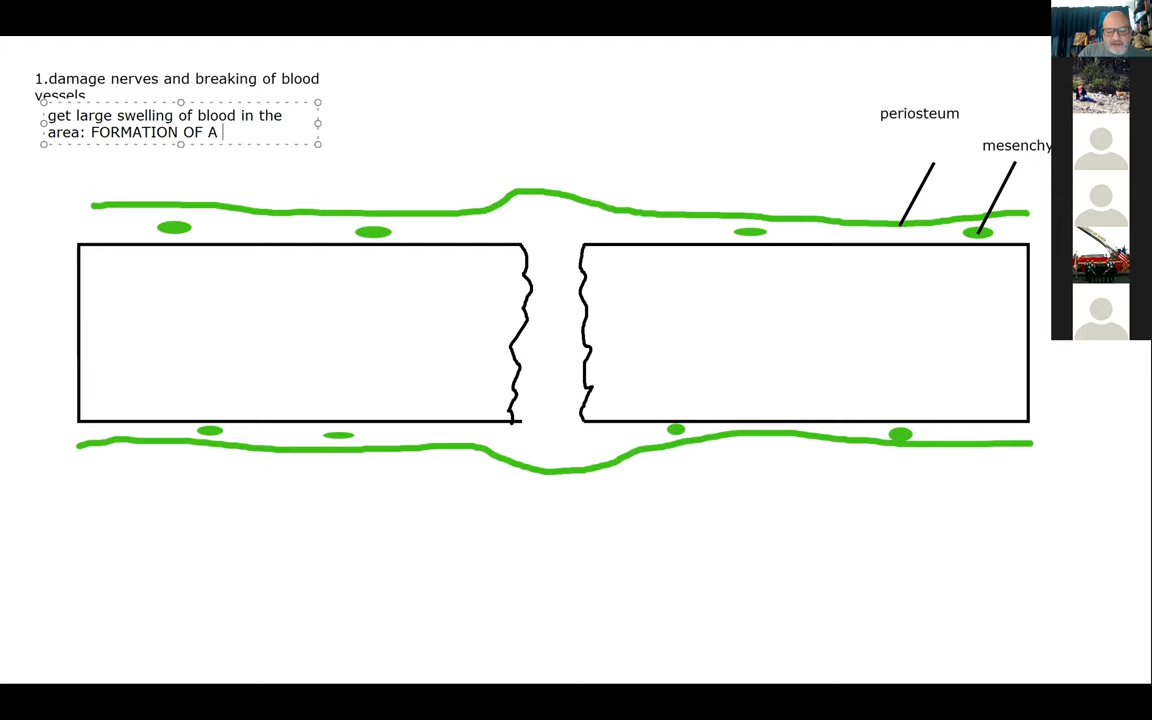 1.damage nerves and breaking of blood
vessels
get large swelling of blood in the
area: FORMATION OF A
periosteum
mesenchy